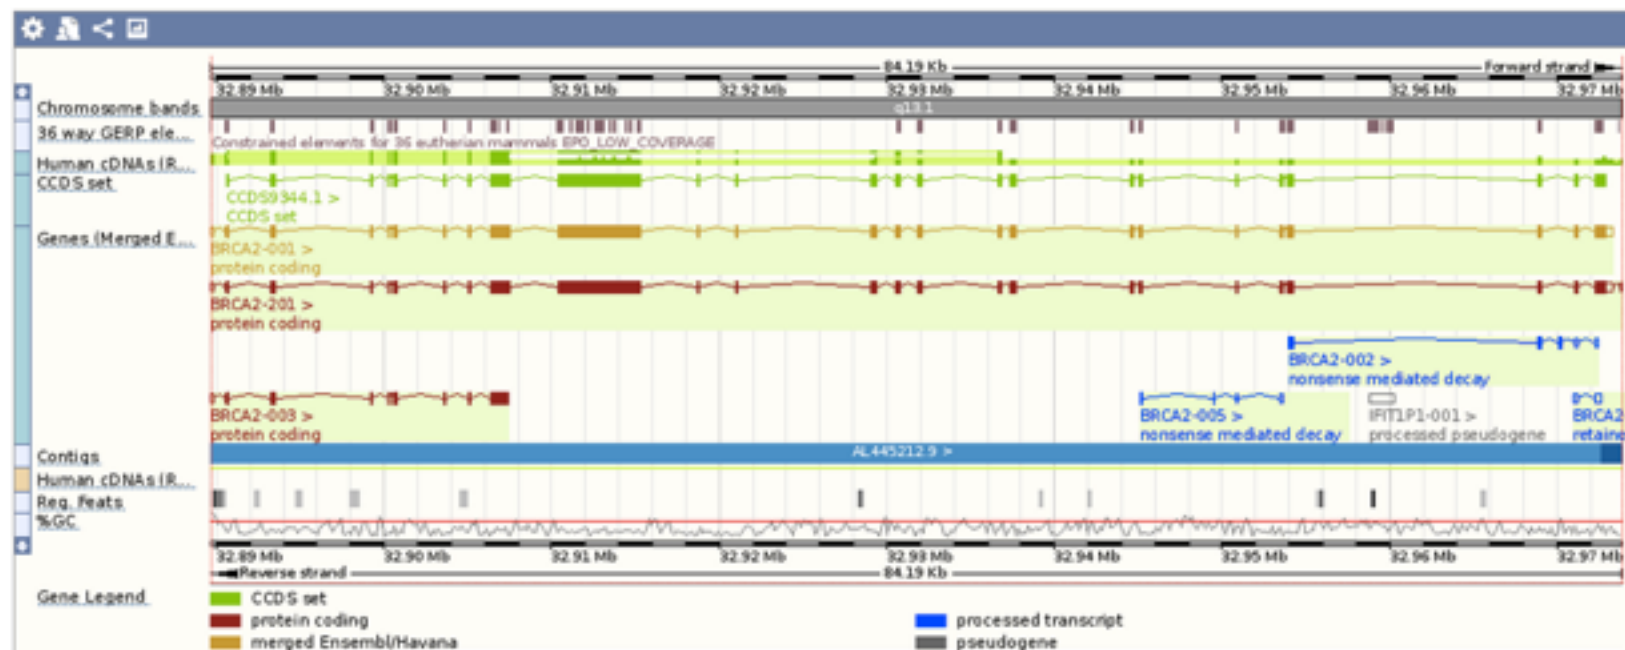 84.19 Kb Forward strand
32.89 Mb 32.90 Mb 32.91 Mb 32.92 Mb 32.93 Mb 32.94 Mb 32.95 Mb 32.96 Mb 32.97 Mb
Chromosome bands q13.1
36 way GERP ele...
Constrained elements for 36 eutherian mammals EPO_LOW_COVERAGE
Human cDNAs (R...
CCDS set
CCDS9344.1 >
CCDS set
Genes (Merged E...
BRCA2-001 >
protein coding
BRCA2-201 >
protein coding
BRCA2-002 >
nonsense mediated decay
BRCA2-003 > BRCA2-005 > IFIT1P1-001 > BRCA2
protein coding nonsense mediated decay processed pseudogene retaine
Contigs AL445212.9 >
Human cDNAs (R...
Reg. Feats
%GC
32.89 Mb 32.90 Mb 32.91 Mb 32.92 Mb 32.93 Mb 32.94 Mb 32.95 Mb 32.96 Mb 32.97 Mb
Reverse strand 84.19 Kb
Gene Legend CCDS set
protein coding processed transcript
merged Ensembl/Havana pseudogene